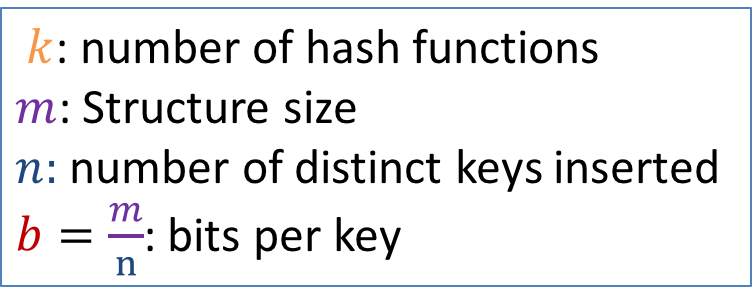 k: number of hash functions
m: Structure size
n: number of distinct keys inserted
b = m/n: bits per key